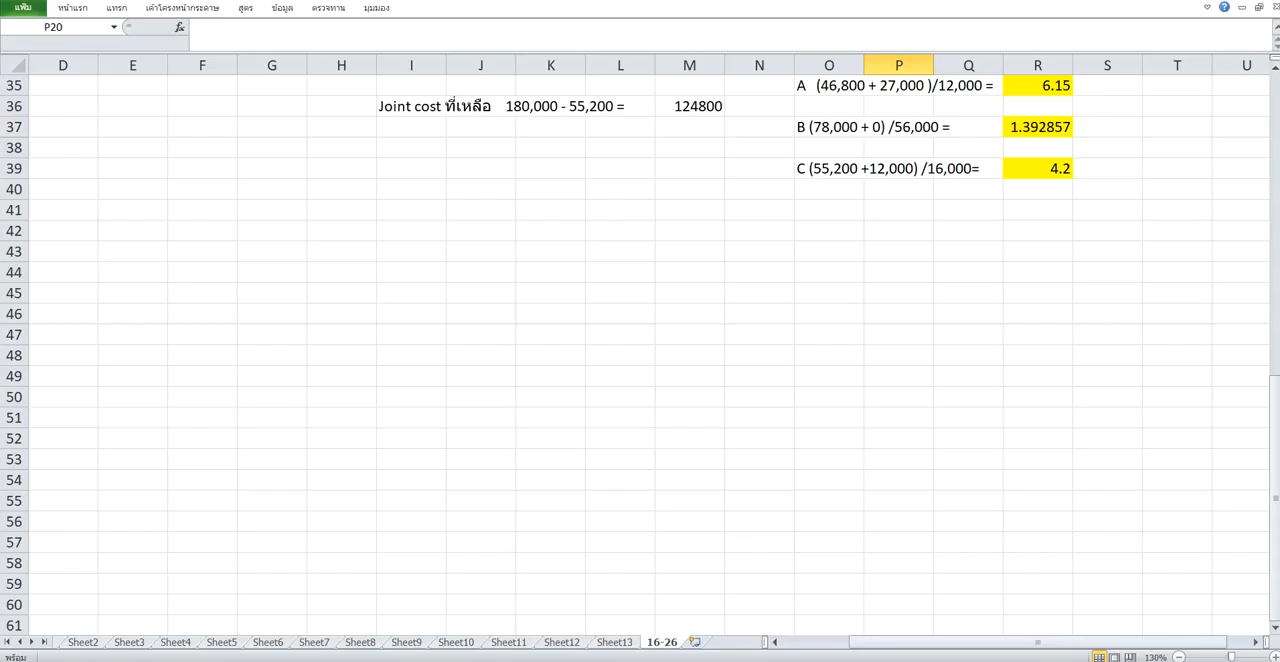 แฟ้ม หน้าแรก แทรก เค้าโครงหน้ากระดาษ สูตร ข้อมูล ตรวจทาน มุมมอง
P20 fx
D E F G H I J K L M N O P Q R S T U
35 A (46,800 + 27,000 )/12,000 = 6.15
36 Joint cost ที่เหลือ 180,000 - 55,200 = 124800
37 B (78,000 + 0) /56,000 = 1.392857
38
39 C (55,200 +12,000) /16,000= 4.2
40
41
42
43
44
45
46
47
48
49
50
51
52
53
54
55
56
57
58
59
60
61
Sheet2 Sheet3 Sheet4 Sheet5 Sheet6 Sheet7 Sheet8 Sheet9 Sheet10 Sheet11 Sheet12 Sheet13 16-26
พร้อม 130%